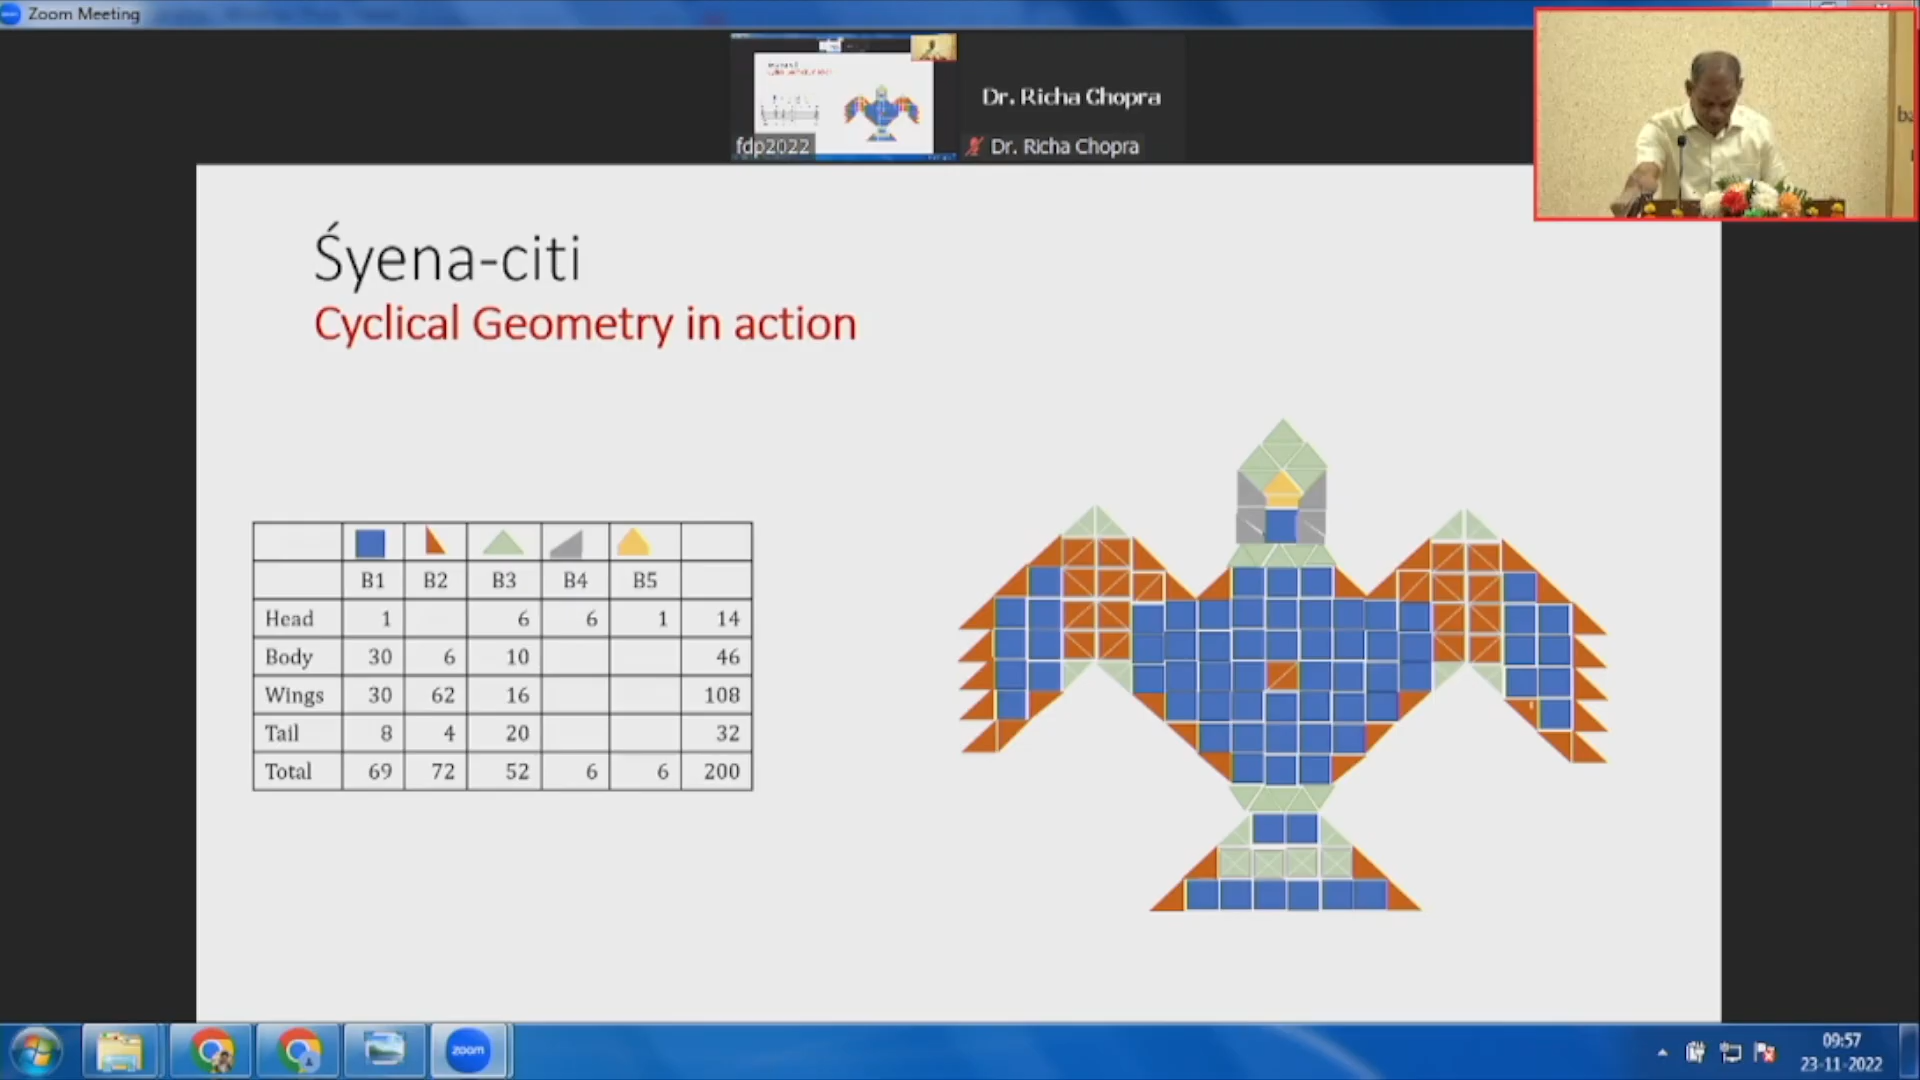 Zoom Meeting
Dr. Richa Chopra
fdp2022
Dr. Richa Chopra
Śyena-citi
Cyclical Geometry in action
B1 B2 B3 B4 B5
Head 1 6 6 1 14
Body 30 6 10 46
Wings 30 62 16 108
Tail 8 4 20 32
Total 69 72 52 6 6 200
zoom
09:57
23-11-2022